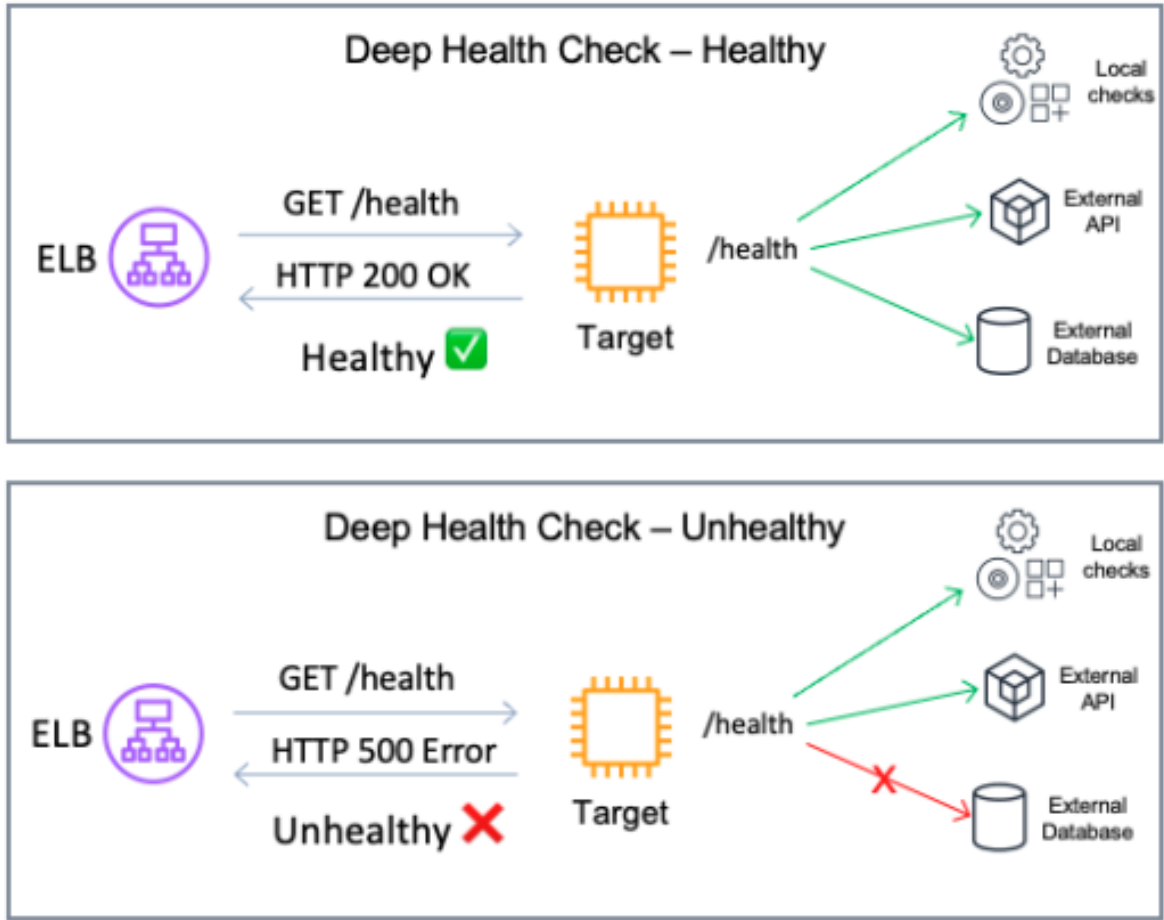 Deep Health Check – Healthy
Local
checks
GET /health
External
API
ELB
/health
HTTP 200 OK
Target
External
Database
Healthy
Deep Health Check – Unhealthy
Local
checks
GET /health
External
API
ELB
/health
HTTP 500 Error
Target
External
Database
Unhealthy